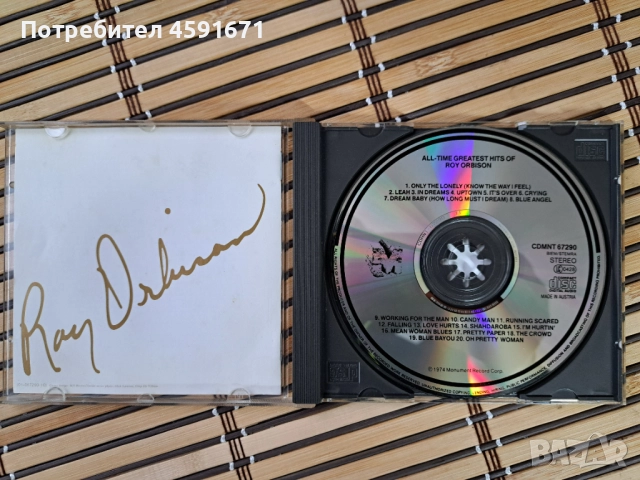 Потребител 4591671
Roy Orbison
ALL-TIME GREATEST HITS OF
ROY ORBISON
1. ONLY THE LONELY (KNOW THE WAY I FEEL)
2. LEAH 3. IN DREAMS 4. UPTOWN 5. IT'S OVER 6. CRYING
7. DREAM BABY (HOW LONG MUST I DREAM) 8. BLUE ANGEL
CDMNT 67290
STEREO
DISC
MADE IN AUSTRIA
9. WORKING FOR THE MAN 10. CANDY MAN 11. RUNNING SCARED
12. FALLING 13. LOVE HURTS 14. SHAHDAROBA 15. I'M HURTIN'
16. MEAN WOMAN BLUES 17. PRETTY PAPER 18. THE CROWD
19. BLUE BAYOU 20. OH PRETTY WOMAN
1974 Monument Record Corp.
BAZAR
bg